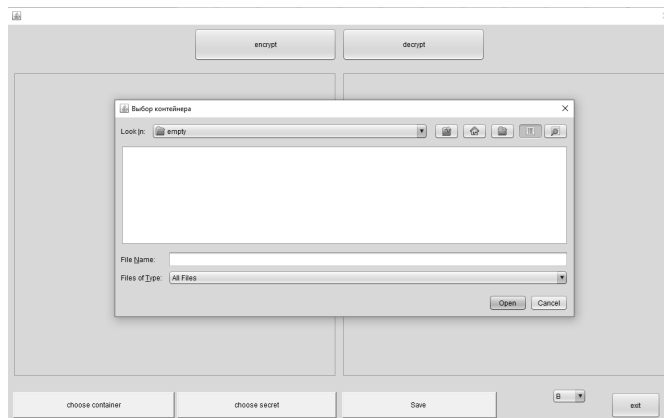 encrypt decrypt
Выбор контейнера
Look in: empty
File Name:
Files of Type: All Files
Open Cancel
choose container choose secret Save B exit